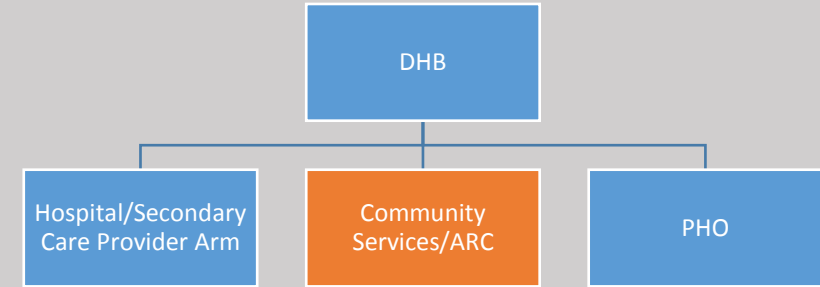 DHB
Hospital/Secondary
Care Provider Arm
Community
Services/ARC
PHO